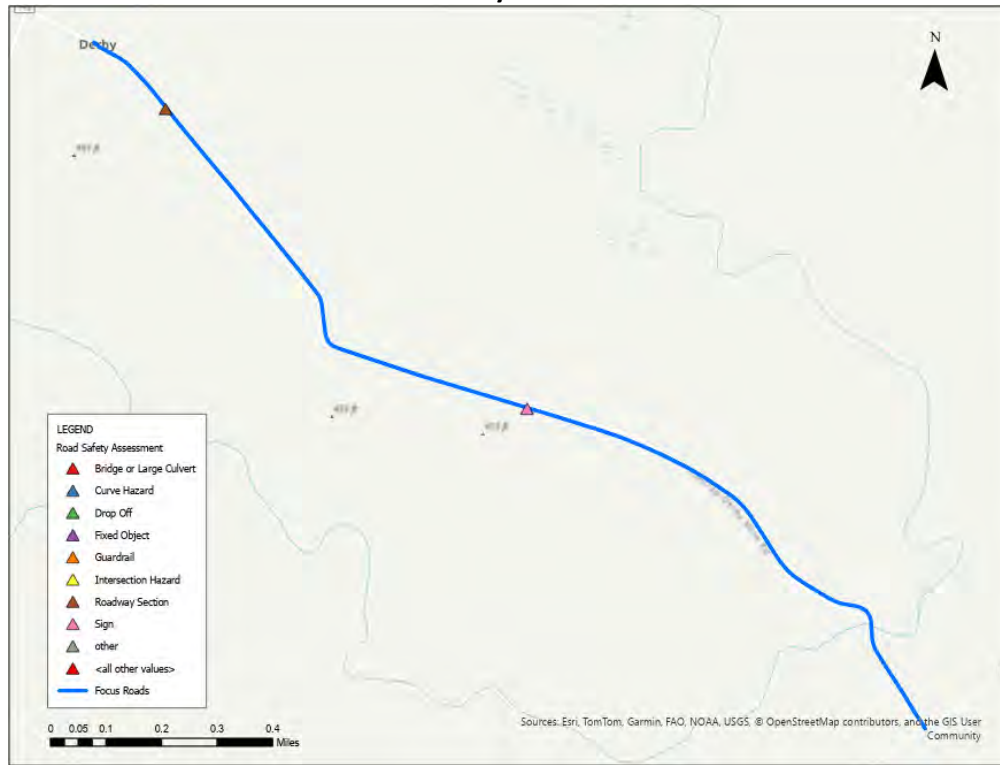 Derby
N
LEGEND
Road Safety Assessment
Bridge or Large Culvert
Curve Hazard
Drop Off
Fixed Object
Guardrail
Intersection Hazard
Roadway Section
Sign
other
<all other values>
Focus Roads
0 0.05 0.1 0.2 0.3 0.4
Miles
Sources: Esri, TomTom, Garmin, FAO, NOAA, USGS, © OpenStreetMap contributors, and the GIS User
Community